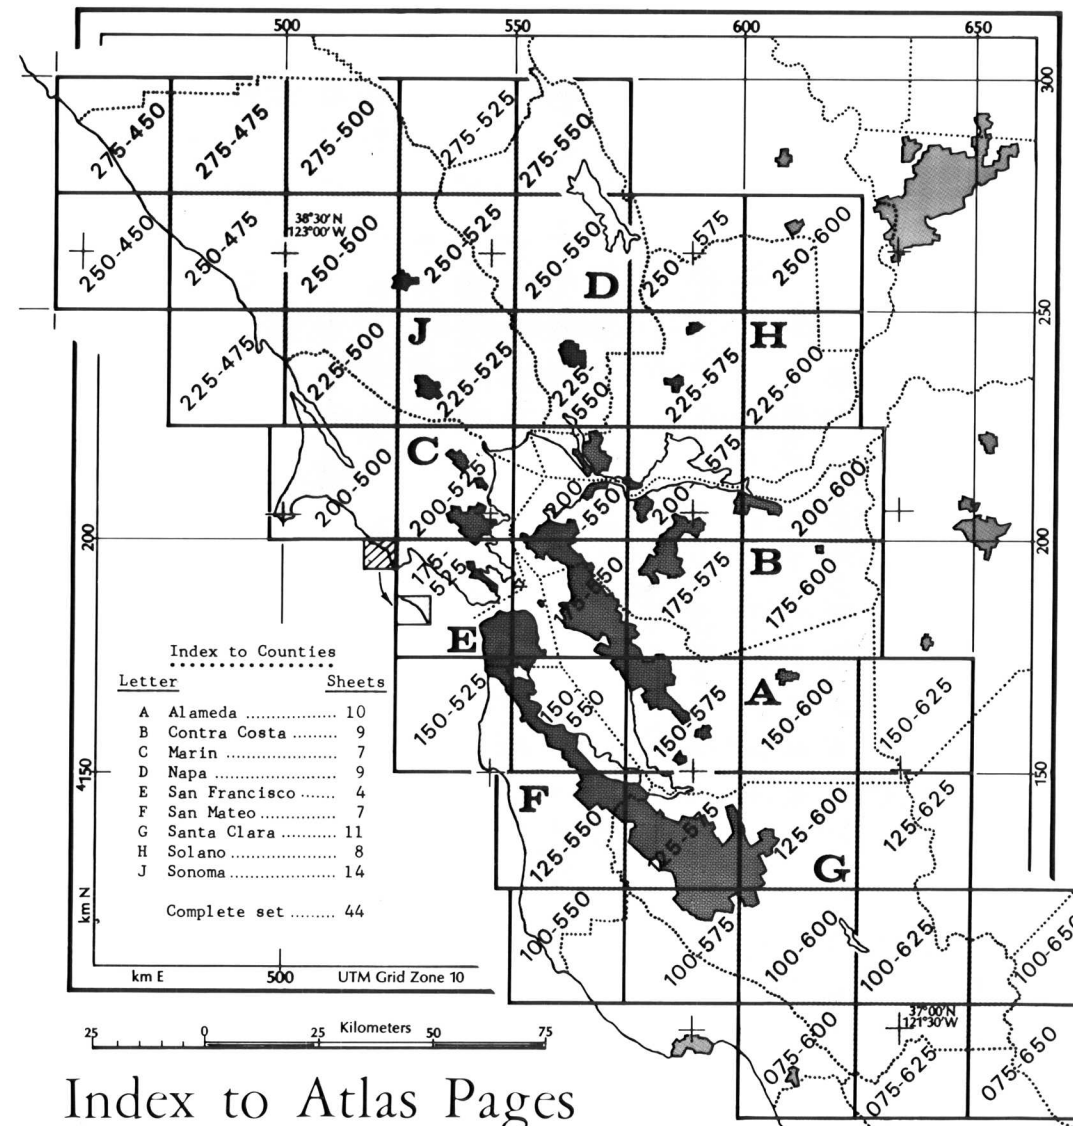 500 550 600 650
300
275-450 275-475 275-500 275-525 275-550
38°30'N
123°00'W
250-450 250-475 250-500 250-525 250-550 250-575 250-600
D
250
J H
225-475 225-500 225-525 225-550 225-575 225-600
C
200-500 200-525 200-550 200-575 200-600
200 200
B
175-525 175-550 175-575 175-600
E
A
150-525 150-550 150-575 150-600 150-625
Index to Counties
Letter Sheets
A Alameda 10
B Contra Costa 9
C Marin 7
D Napa 9
E San Francisco 4
F San Mateo 7
G Santa Clara 11
H Solano 8
J Sonoma 14
Complete set 44
4150 150
F
125-550 125-575 125-600 125-625
G
km N
100-550 100-575 100-600 100-625 100-650
km E 500 UTM Grid Zone 10
37°00'N
121°30'W
075-600 075-625 075-650
25 0 Kilometers 25 50 75
Index to Atlas Pages